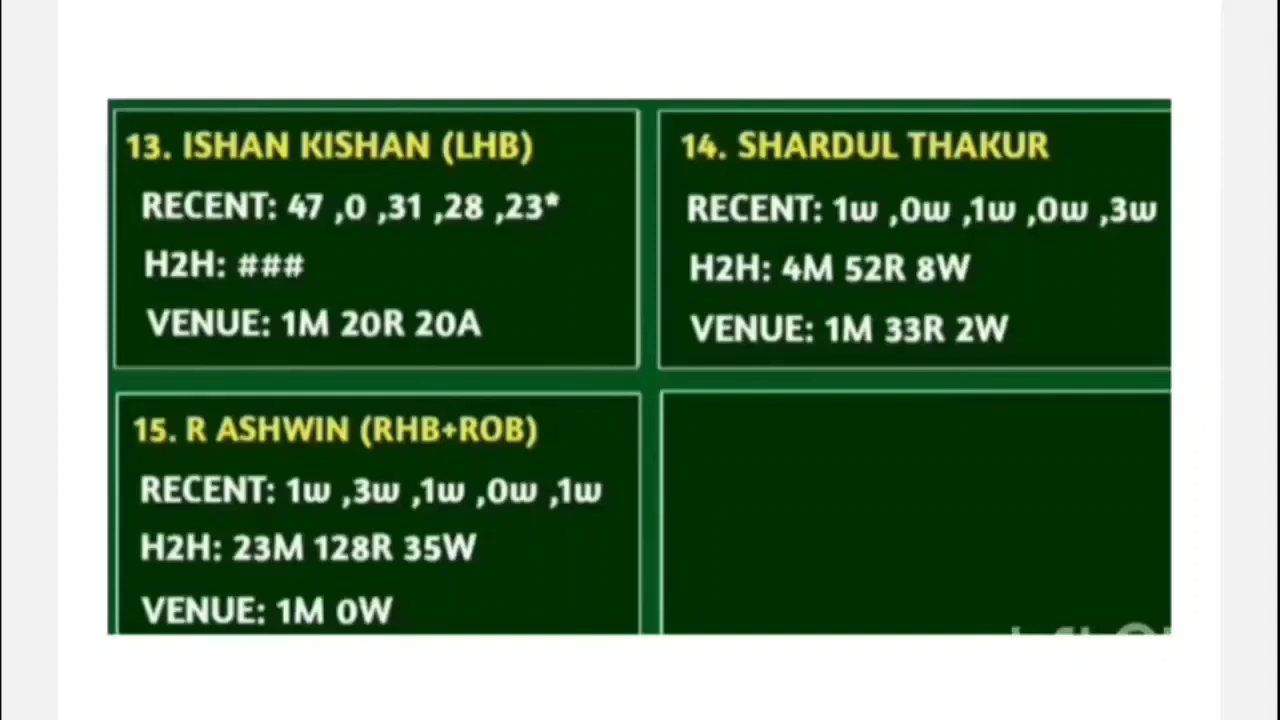 13. ISHAN KISHAN (LHB)
RECENT: 47 ,0 ,31 ,28 ,23*
H2H: ###
VENUE: 1M 20R 20A
14. SHARDUL THAKUR
RECENT: 1w ,0w ,1w ,0w ,3w
H2H: 4M 52R 8W
VENUE: 1M 33R 2W
15. R ASHWIN (RHB+ROB)
RECENT: 1w ,3w ,1w ,0w ,1w
H2H: 23M 128R 35W
VENUE: 1M 0W